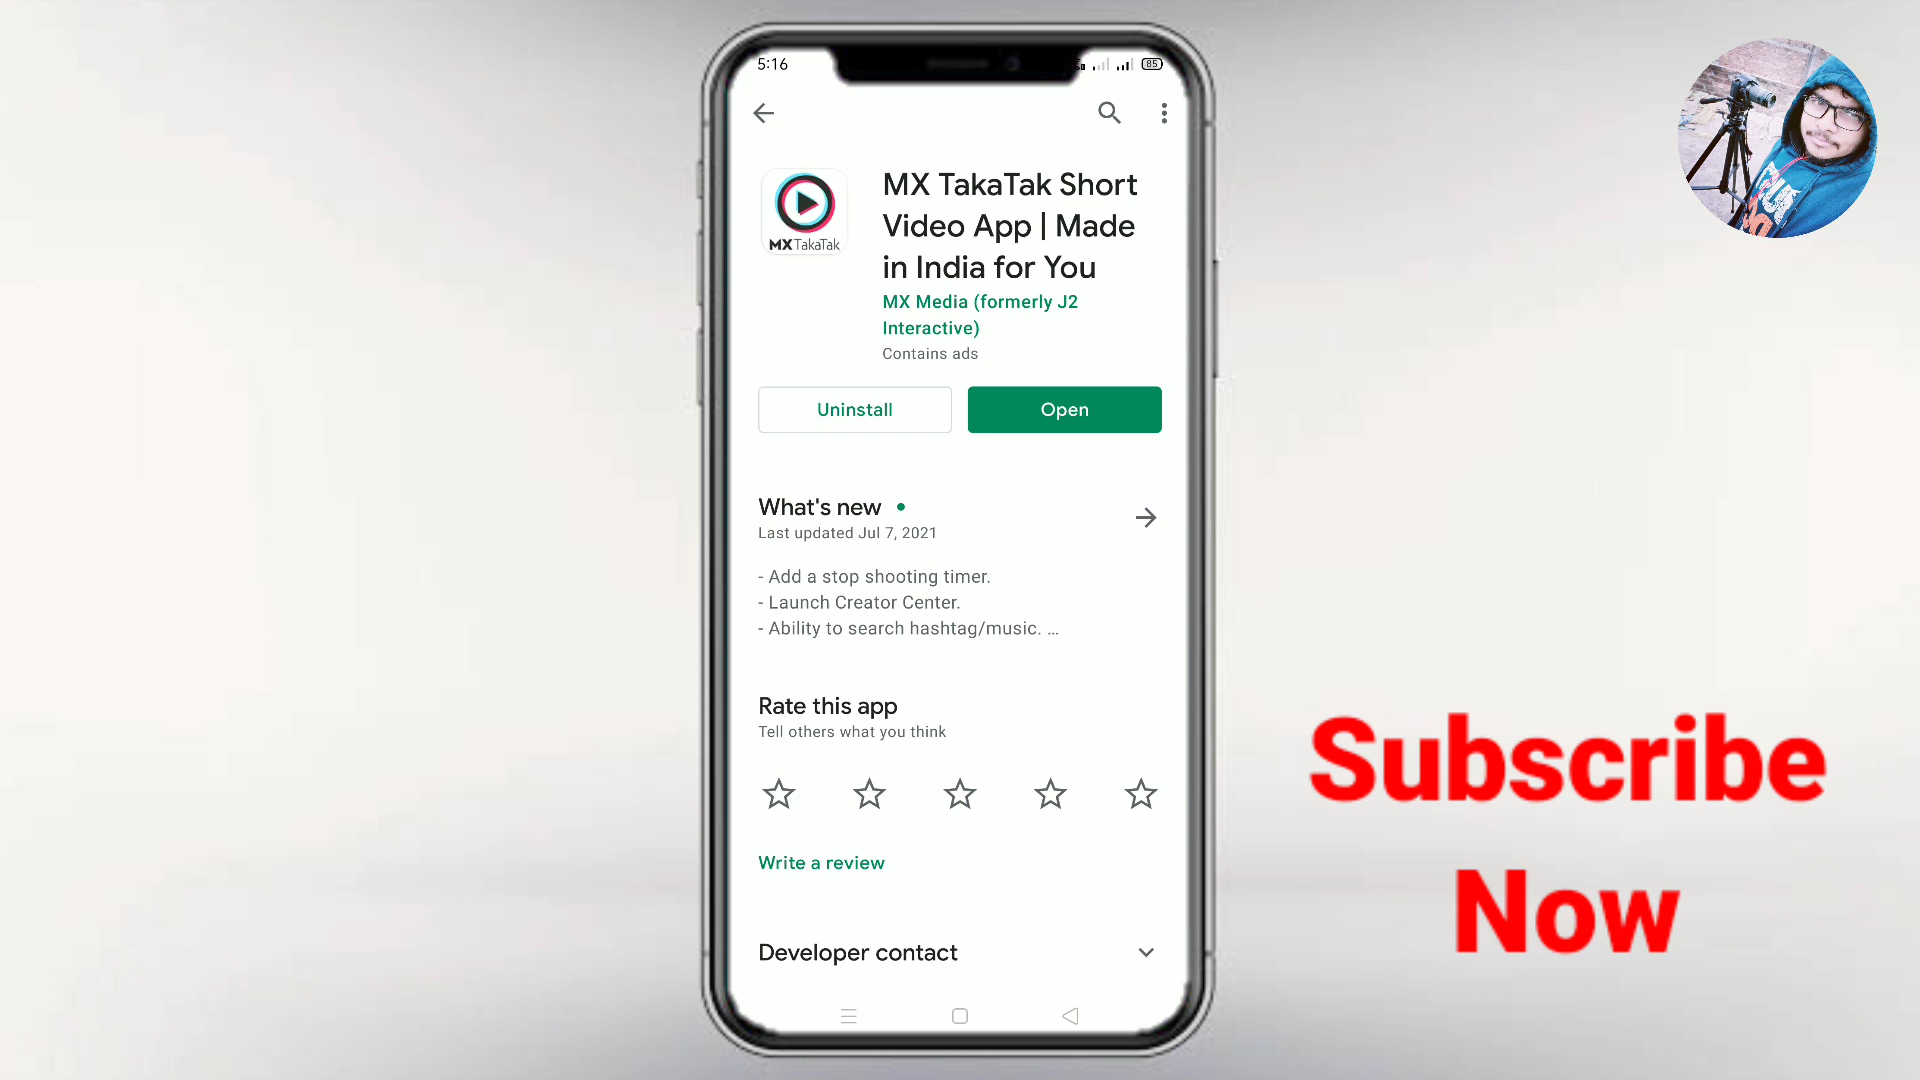 5:16
85
MX TakaTak
MX TakaTak Short
Video App | Made
in India for You
MX Media (formerly J2
Interactive)
Contains ads
Uninstall
Open
What's new
Last updated Jul 7, 2021
- Add a stop shooting timer.
- Launch Creator Center.
- Ability to search hashtag/music. ...
Rate this app
Tell others what you think
Write a review
Developer contact
Subscribe
Now